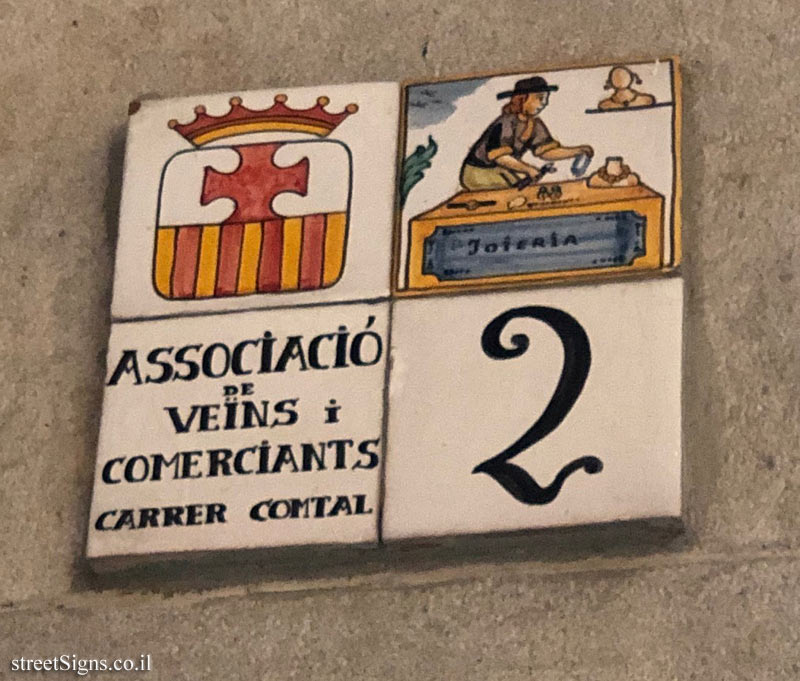 Joieria
ASSOCIACIÓ
DE
VEÏNS i
COMERCIANTS
CARRER COMTAL
2
streetSigns.co.il